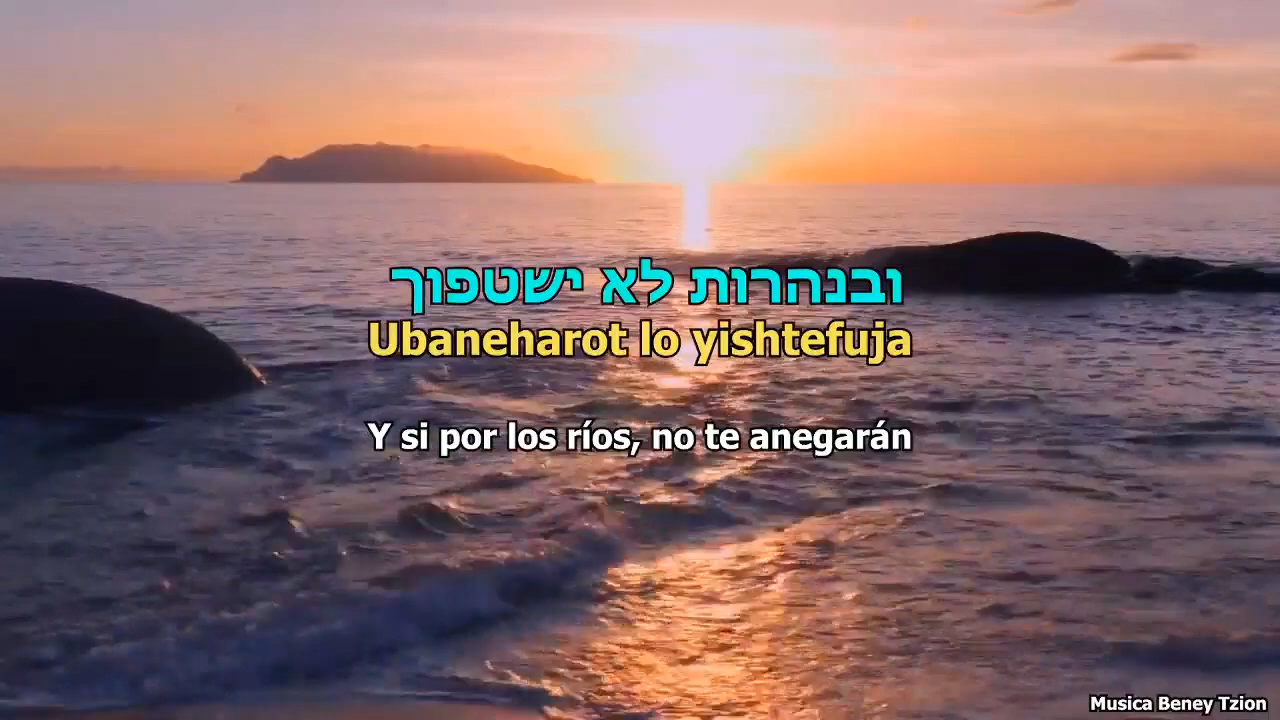 ובנהרות לא ישטפוך
Ubaneharot lo yishtefuja
Y si por los ríos, no te anegarán
Musica Beney Tzion